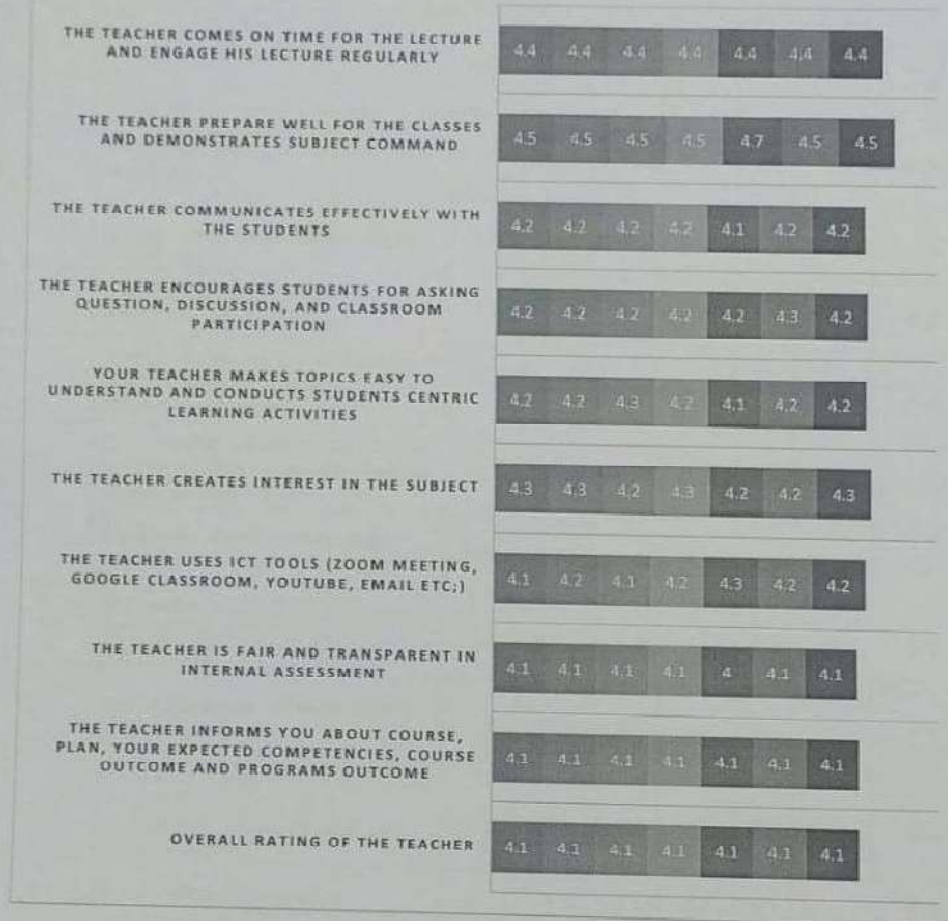 THE TEACHER COMES ON TIME FOR THE LECTURE
AND ENGAGE HIS LECTURE REGULARLY
4.4 4.4 4.4 4.4 4.4 4.4 4.4
THE TEACHER PREPARE WELL FOR THE CLASSES
AND DEMONSTRATES SUBJECT COMMAND
4.5 4.5 4.5 4.5 4.7 4.5 4.5
THE TEACHER COMMUNICATES EFFECTIVELY WITH
THE STUDENTS
4.2 4.2 4.2 4.2 4.1 4.2 4.2
THE TEACHER ENCOURAGES STUDENTS FOR ASKING
QUESTION, DISCUSSION, AND CLASSROOM
PARTICIPATION
4.2 4.2 4.2 4.2 4.2 4.3 4.2
YOUR TEACHER MAKES TOPICS EASY TO
UNDERSTAND AND CONDUCTS STUDENTS CENTRIC
LEARNING ACTIVITIES
4.2 4.2 4.3 4.2 4.1 4.2 4.2
THE TEACHER CREATES INTEREST IN THE SUBJECT
4.3 4.3 4.2 4.3 4.2 4.2 4.3
THE TEACHER USES ICT TOOLS (ZOOM MEETING,
GOOGLE CLASSROOM, YOUTUBE, EMAIL ETC;)
4.1 4.2 4.1 4.2 4.3 4.2 4.2
THE TEACHER IS FAIR AND TRANSPARENT IN
INTERNAL ASSESSMENT
4.1 4.1 4.1 4.1 4 4.1 4.1
THE TEACHER INFORMS YOU ABOUT COURSE,
PLAN, YOUR EXPECTED COMPETENCIES, COURSE
OUTCOME AND PROGRAMS OUTCOME
4.1 4.1 4.1 4.1 4.1 4.1 4.1
OVERALL RATING OF THE TEACHER
4.1 4.1 4.1 4.1 4.1 4.1 4.1